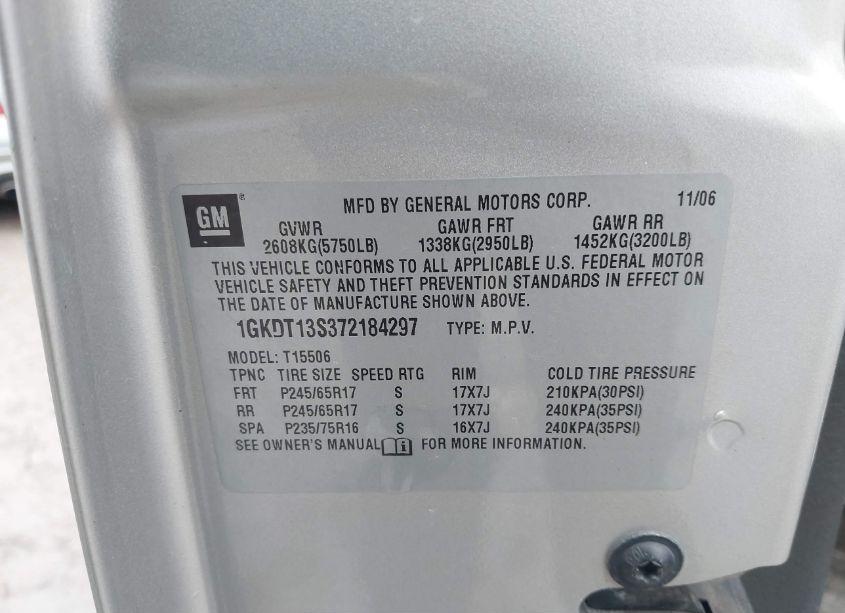 GM ® MFD BY GENERAL MOTORS CORP. 11/06
GVWR GAWR FRT GAWR RR
2608KG(5750LB) 1338KG(2950LB) 1452KG(3200LB)
THIS VEHICLE CONFORMS TO ALL APPLICABLE U.S. FEDERAL MOTOR
VEHICLE SAFETY AND THEFT PREVENTION STANDARDS IN EFFECT ON
THE DATE OF MANUFACTURE SHOWN ABOVE.
1GKDT13S372184297 TYPE: M.P.V.
MODEL: T15506
TPNC TIRE SIZE SPEED RTG RIM COLD TIRE PRESSURE
FRT P245/65R17 S 17X7J 210KPA(30PSI)
RR P245/65R17 S 17X7J 240KPA(35PSI)
SPA P235/75R16 S 16X7J 240KPA(35PSI)
SEE OWNER'S MANUAL FOR MORE INFORMATION.